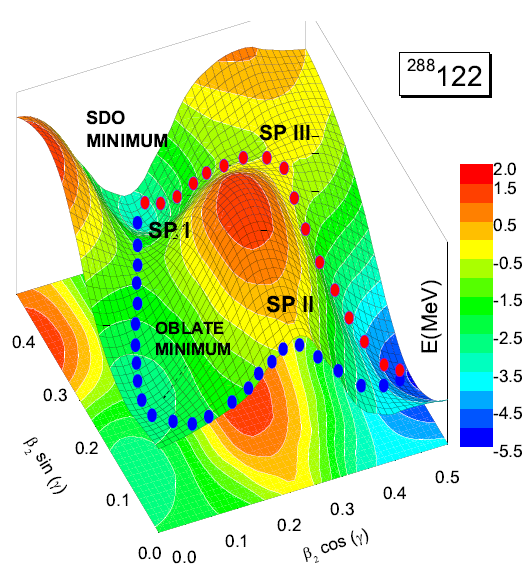 ²⁸⁸122
SDO
MINIMUM
SP III
SP I
SP II
OBLATE
MINIMUM
E(MeV)
2.0
1.5
0.5
-0.5
-1.5
-2.5
-3.5
-4.5
-5.5
0.4
0.3
0.2
0.1
0.0
β₂ sin (γ)
0.0
0.1
0.2
0.3
0.4
0.5
β₂ cos (γ)